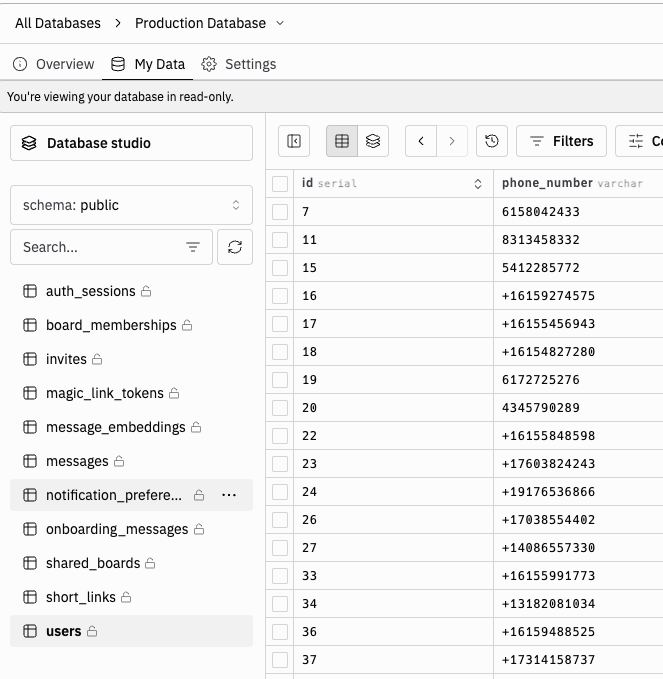 All Databases > Production Database
Overview My Data Settings
You're viewing your database in read-only.
Database studio
schema: public
Search...
auth_sessions
board_memberships
invites
magic_link_tokens
message_embeddings
messages
notification_prefere... ...
onboarding_messages
shared_boards
short_links
users
Filters Co
id serial phone_number varchar
7 6158042433
11 8313458332
15 5412285772
16 +16159274575
17 +16155456943
18 +16154827280
19 6172725276
20 4345790289
22 +16155848598
23 +17603824243
24 +19176536866
26 +17038554402
27 +14086557330
33 +16155991773
34 +13182081034
36 +16159488525
37 +17314158737